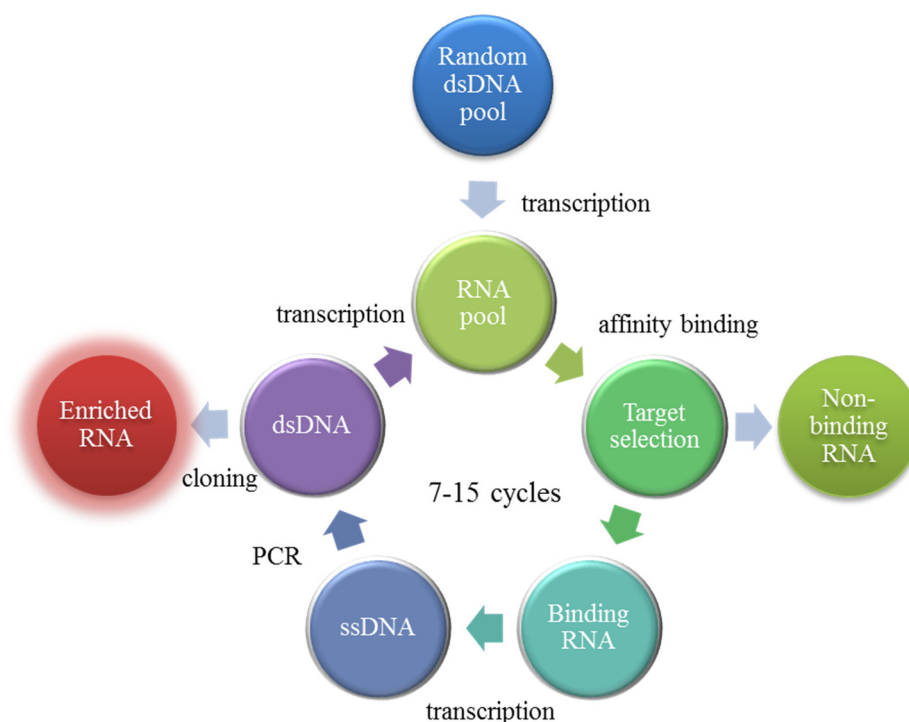 Random
dsDNA
pool
transcription
RNA
pool
transcription
affinity binding
Enriched
RNA
dsDNA
Target
selection
Non-
binding
RNA
cloning
7-15 cycles
PCR
ssDNA
Binding
RNA
transcription